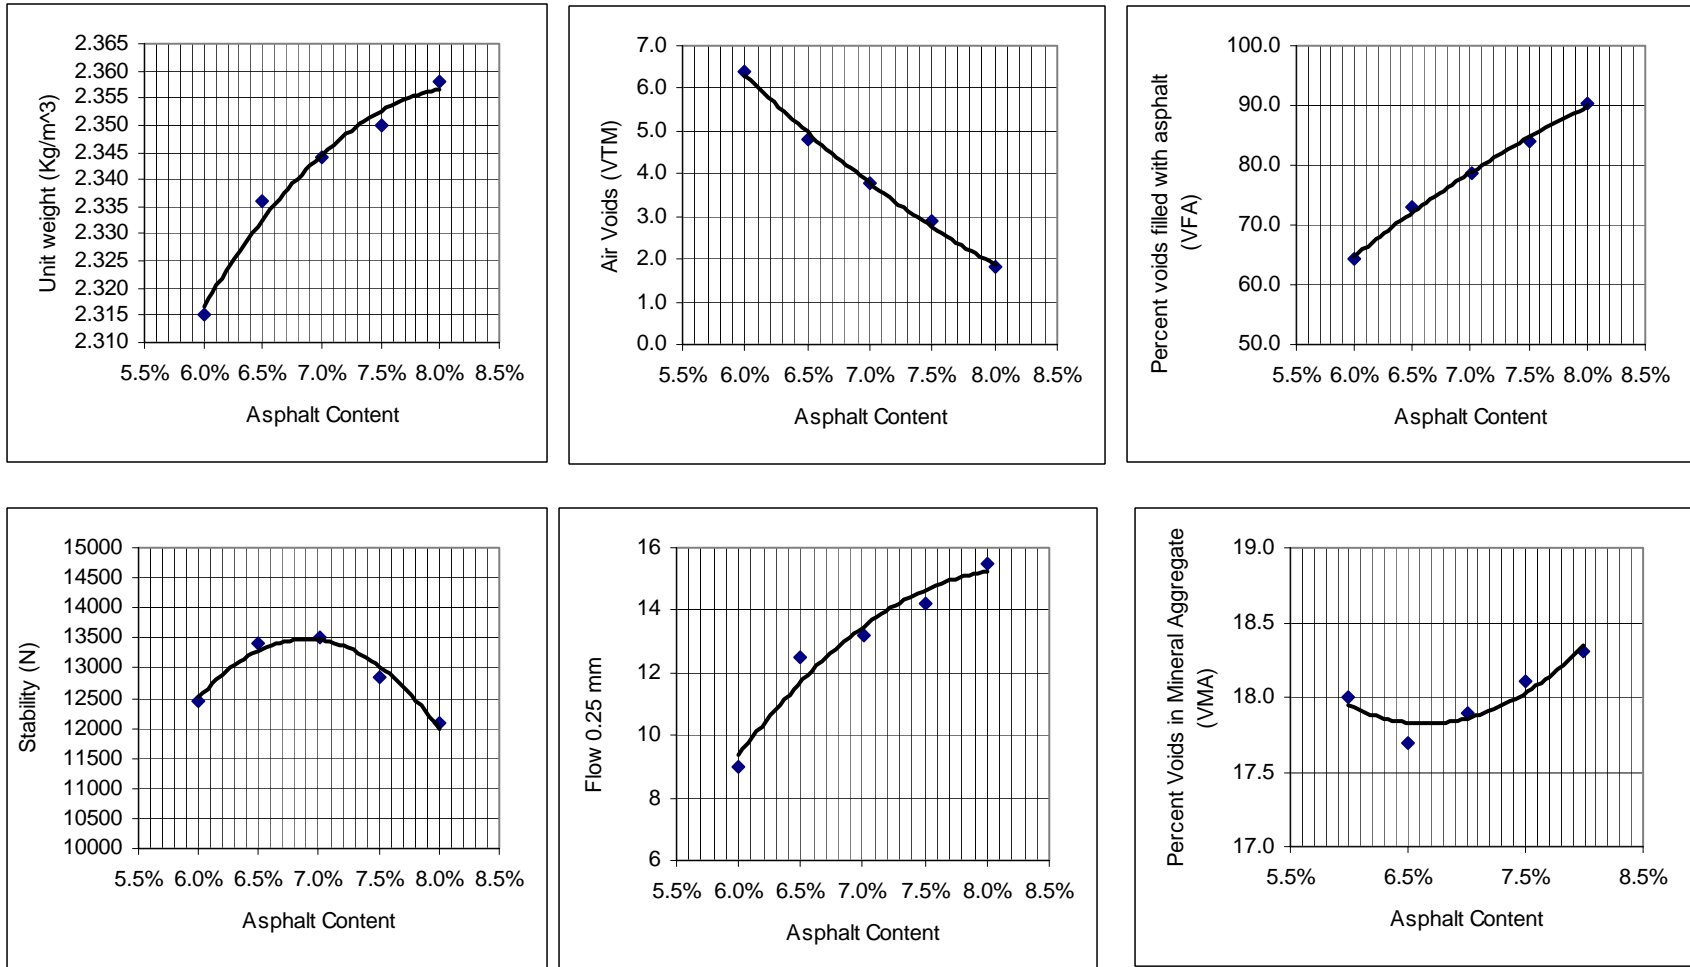 Unit weight (Kg/m^3)
2.365
2.360
2.355
2.350
2.345
2.340
2.335
2.330
2.325
2.320
2.315
2.310
5.5% 6.0% 6.5% 7.0% 7.5% 8.0% 8.5%
Asphalt Content
Air Voids (VTM)
7.0
6.0
5.0
4.0
3.0
2.0
1.0
0.0
5.5% 6.0% 6.5% 7.0% 7.5% 8.0% 8.5%
Asphalt Content
Percent voids filled with asphalt
(VFA)
100.0
90.0
80.0
70.0
60.0
50.0
5.5% 6.0% 6.5% 7.0% 7.5% 8.0% 8.5%
Asphalt Content
Stability (N)
15000
14500
14000
13500
13000
12500
12000
11500
11000
10500
10000
5.5% 6.0% 6.5% 7.0% 7.5% 8.0% 8.5%
Asphalt Content
Flow 0.25 mm
16
14
12
10
8
6
5.5% 6.0% 6.5% 7.0% 7.5% 8.0% 8.5%
Asphalt Content
Percent Voids in Mineral Aggregate
(VMA)
19.0
18.5
18.0
17.5
17.0
5.5% 6.5% 7.5% 8.5%
Asphalt Content